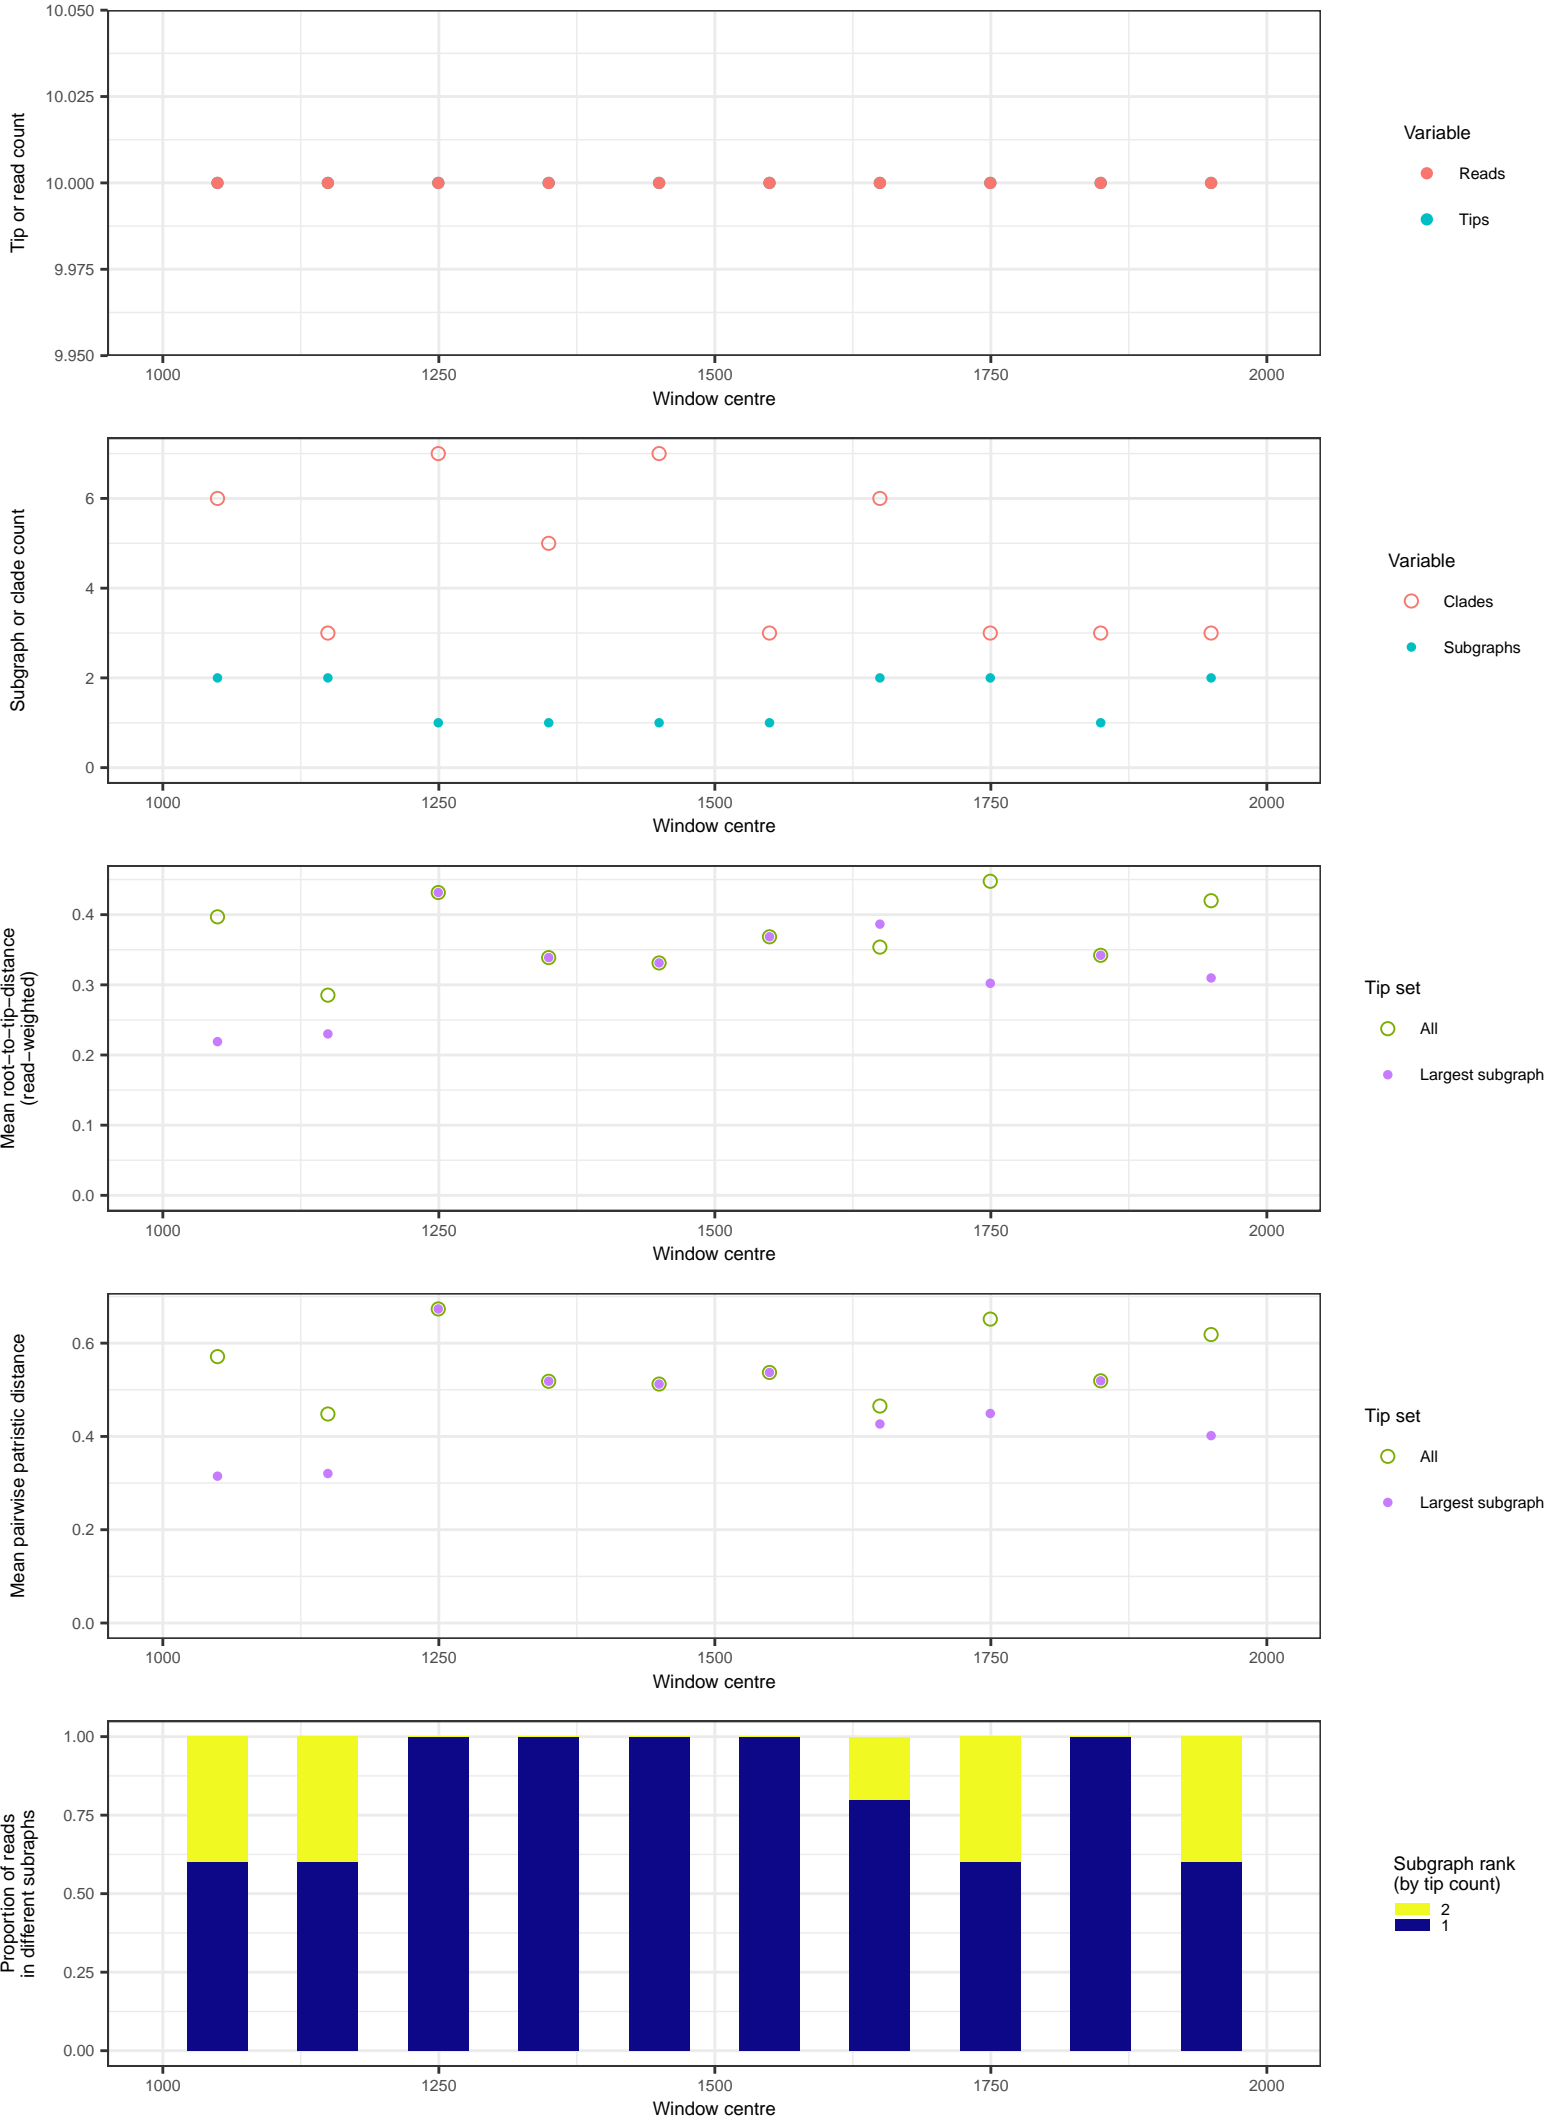 10.050
10.025
10.000
9.975
9.950
Tip or read count
1000 1250 1500 1750 2000
Window centre
Variable
Reads
Tips
6
4
2
0
Subgraph or clade count
1000 1250 1500 1750 2000
Window centre
Variable
Clades
Subgraphs
0.4
0.3
0.2
0.1
0.0
Mean root−to−tip−distance
(read−weighted)
1000 1250 1500 1750 2000
Window centre
Tip set
All
Largest subgraph
0.6
0.4
0.2
0.0
Mean pairwise patristic distance
1000 1250 1500 1750 2000
Window centre
Tip set
All
Largest subgraph
1.00
0.75
0.50
0.25
0.00
Proportion of reads
in different subraphs
1000 1250 1500 1750 2000
Window centre
Subgraph rank
(by tip count)
2
1